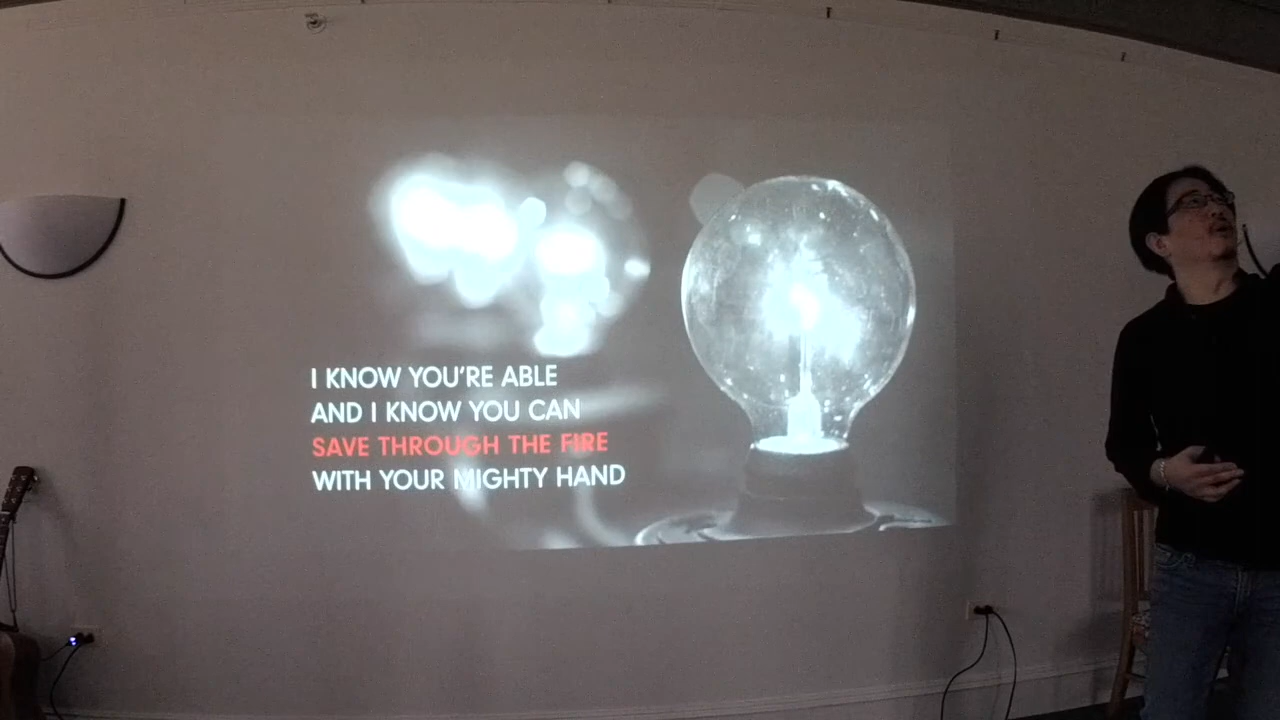 I KNOW YOU'RE ABLE
AND I KNOW YOU CAN
SAVE THROUGH THE FIRE
WITH YOUR MIGHTY HAND